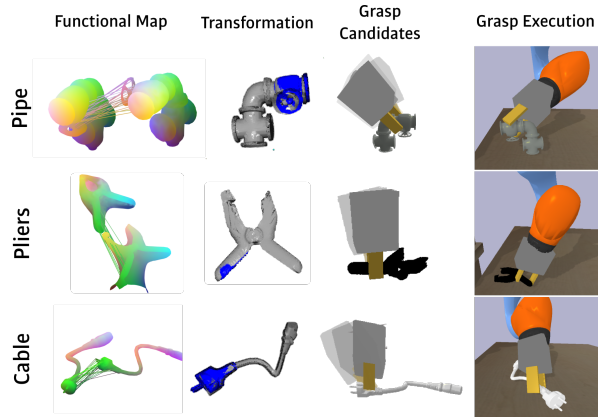 Functional Map
Transformation
Grasp
Candidates
Grasp Execution
Pipe
Pliers
Cable